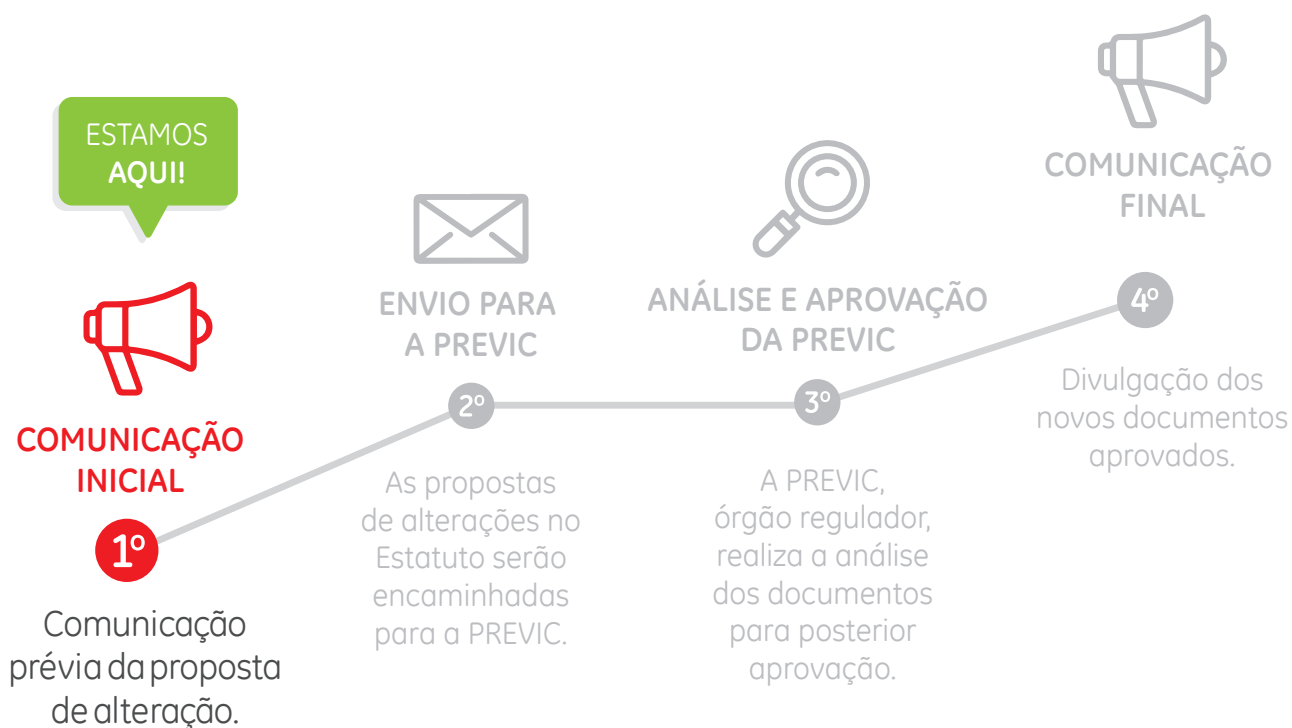 ESTAMOS
AQUI!
COMUNICAÇÃO
INICIAL
1º
Comunicação
prévia da proposta
de alteração.
ENVIO PARA
A PREVIC
2º
As propostas
de alterações no
Estatuto serão
encaminhadas
para a PREVIC.
ANÁLISE E APROVAÇÃO
DA PREVIC
3º
A PREVIC,
órgão regulador,
realiza a análise
dos documentos
para posterior
aprovação.
COMUNICAÇÃO
FINAL
4º
Divulgação dos
novos documentos
aprovados.